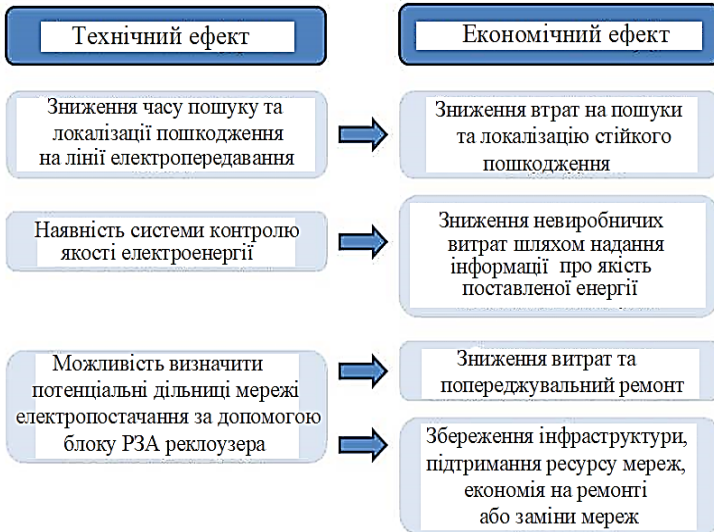 Технічний ефект
Економічний ефект
Зниження часу пошуку та
локалізації пошкодження
на лінії електропередавання
Зниження втрат на пошуки
та локалізацію стійкого
пошкодження
Наявність системи контролю
якості електроенергії
Зниження невиробничих
витрат шляхом надання
інформації про якість
поставленої енергії
Можливість визначити
потенціальні дільниці мережі
електропостачання за допомогою
блоку РЗА реклоузера
Зниження витрат та
попереджувальний ремонт
Збереження інфраструктури,
підтримання ресурсу мереж,
економія на ремонті
або заміни мереж